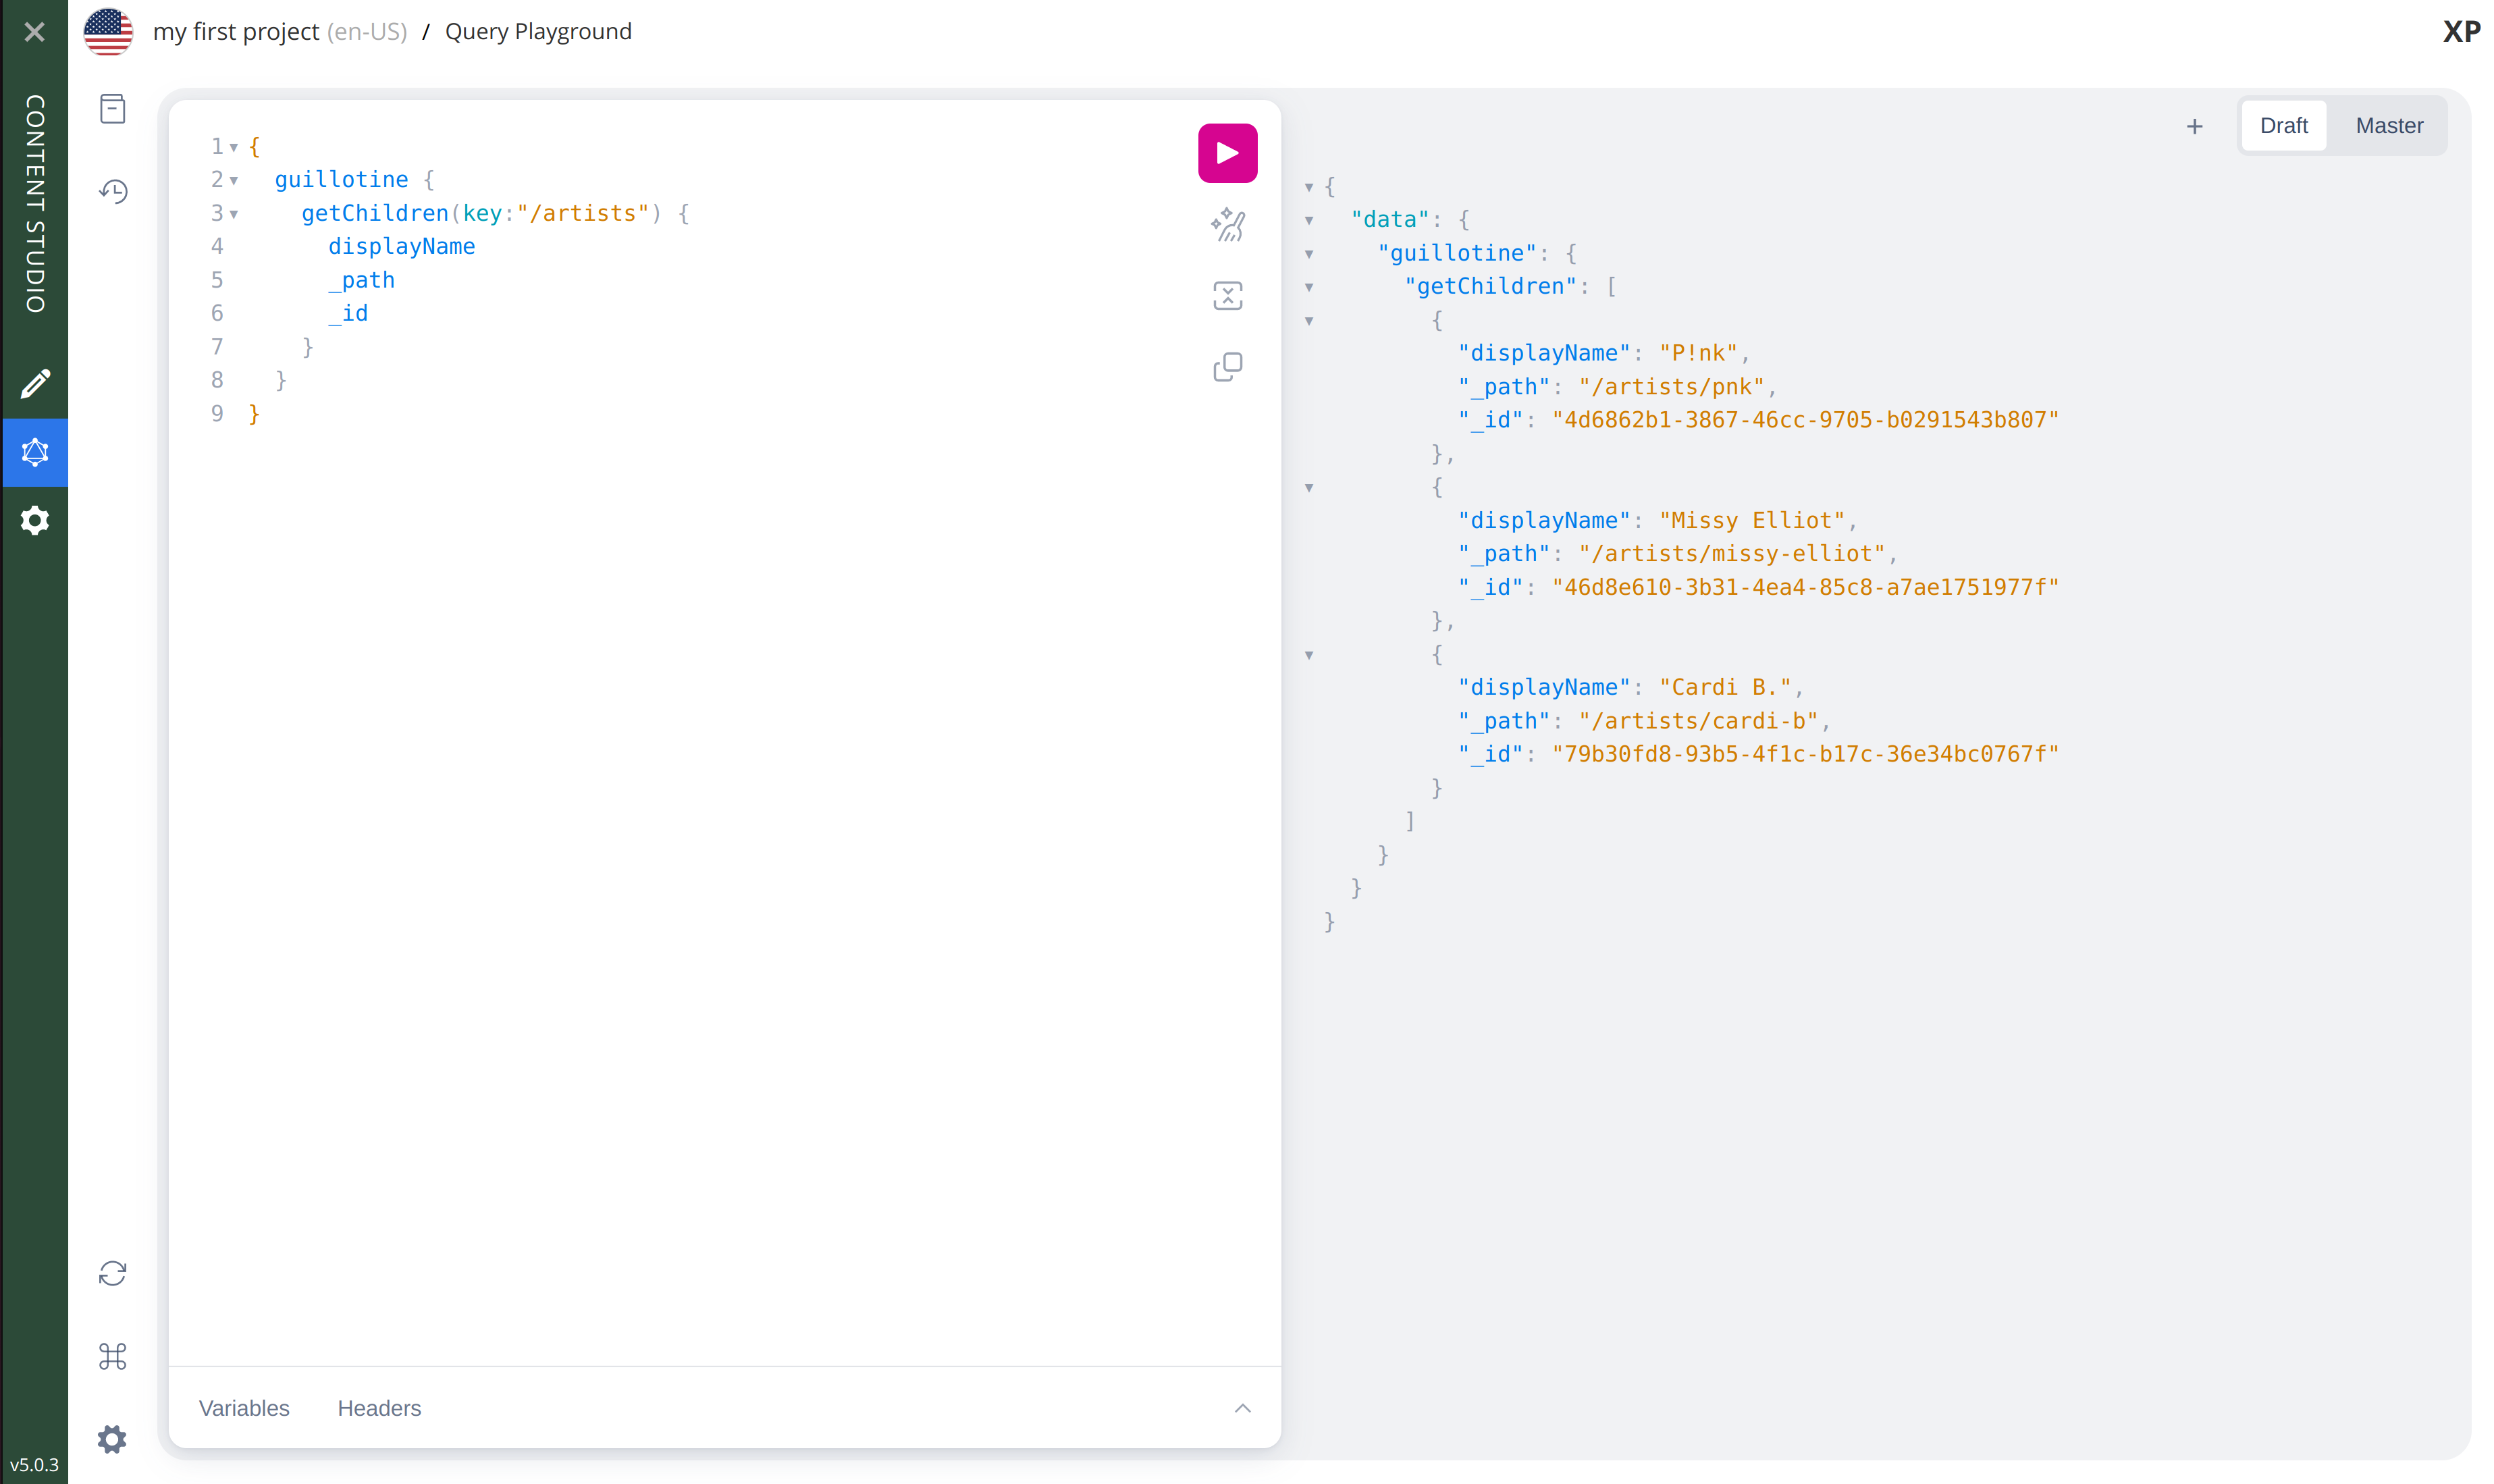 my first project (en-US) / Query Playground
XP
CONTENT STUDIO
v5.0.3
1 {
2   guillotine {
3     getChildren(key:"/artists") {
4       displayName
5       _path
6       _id
7     }
8   }
9 }
Variables Headers
+ Draft Master
{
  "data": {
    "guillotine": {
      "getChildren": [
        {
          "displayName": "P!nk",
          "_path": "/artists/pnk",
          "_id": "4d6862b1-3867-46cc-9705-b0291543b807"
        },
        {
          "displayName": "Missy Elliot",
          "_path": "/artists/missy-elliot",
          "_id": "46d8e610-3b31-4ea4-85c8-a7ae1751977f"
        },
        {
          "displayName": "Cardi B.",
          "_path": "/artists/cardi-b",
          "_id": "79b30fd8-93b5-4f1c-b17c-36e34bc0767f"
        }
      ]
    }
  }
}